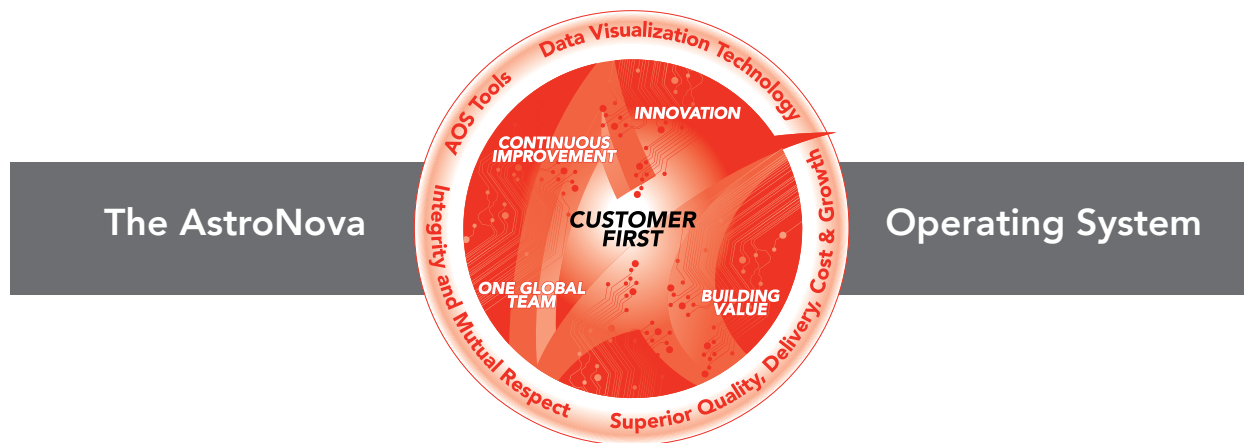 The AstroNova
Operating System
AOS Tools
Data Visualization Technology
Integrity and Mutual Respect
Superior Quality, Delivery, Cost & Growth
INNOVATION
CONTINUOUS
IMPROVEMENT
CUSTOMER
FIRST
ONE GLOBAL
TEAM
BUILDING
VALUE